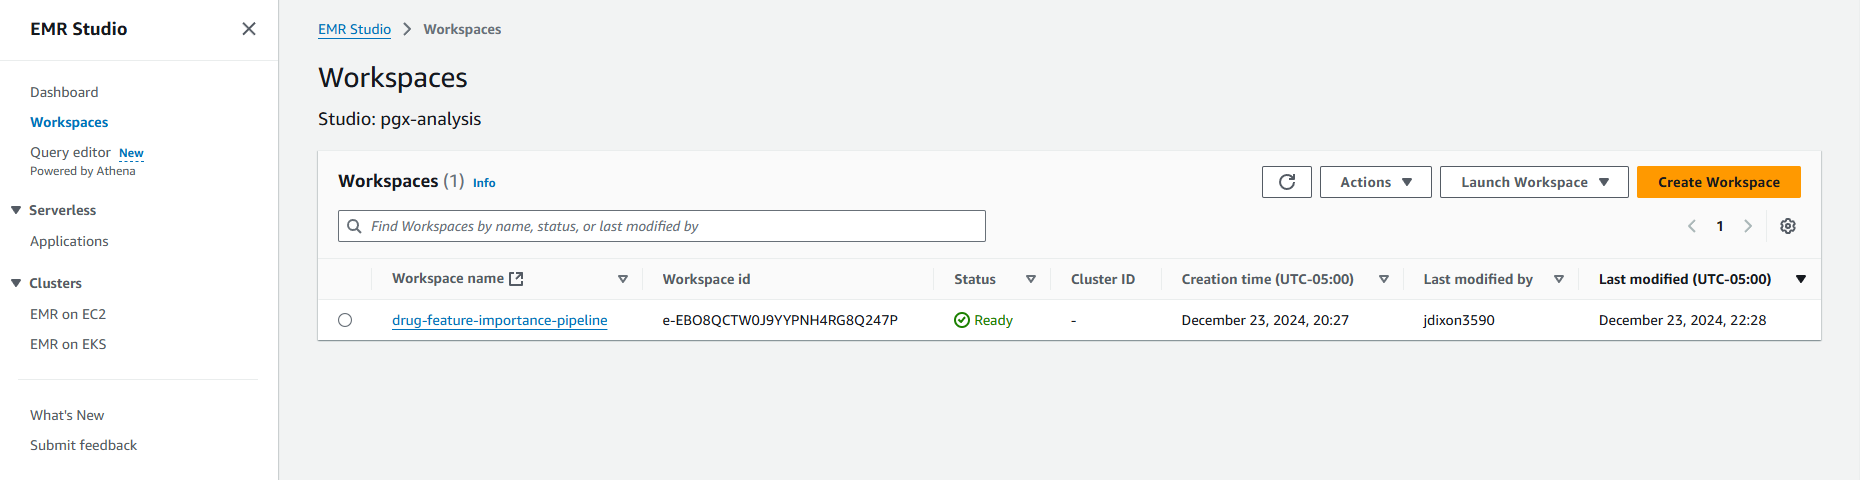 EMR Studio
Dashboard
Workspaces
Query editor New
Powered by Athena
Serverless
Applications
Clusters
EMR on EC2
EMR on EKS
What's New
Submit feedback
EMR Studio Workspaces
Workspaces
Studio: pgx-analysis
Workspaces (1) Info
Actions Launch Workspace Create Workspace
Find Workspaces by name, status, or last modified by
1
Workspace name Workspace id Status Cluster ID Creation time (UTC-05:00) Last modified by Last modified (UTC-05:00)
drug-feature-importance-pipeline e-EBO8QCTW0J9YYPNH4RG8Q247P Ready - December 23, 2024, 20:27 jdixon3590 December 23, 2024, 22:28